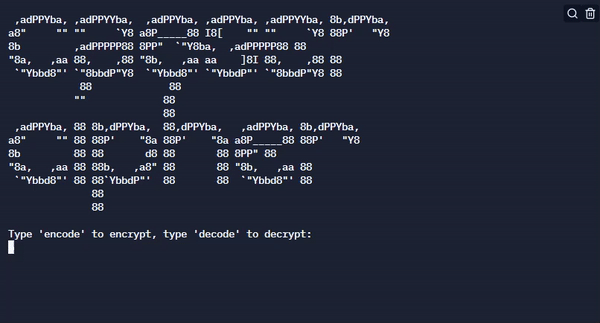 ,adPPYba, ,adPPYYba,  ,adPPYba, ,adPPYba, ,adPPYYba, 8b,dPPYba,
a8"     "" ""     `Y8 a8P_____88 I8[    "" ""     `Y8 88P'   "Y8
8b         ,adPPPPP88 8PP"  `"Y8ba,  ,adPPPPP88 88
"8a,   ,aa 88,    ,88 "8b,   ,aa aa    ]8I 88,    ,88 88
 `"Ybbd8"' `"8bbdP"Y8  `"Ybbd8"' `"YbbdP"' `"8bbdP"Y8 88
            88             88
           ""             88
                          88
 ,adPPYba, 88 8b,dPPYba,  88,dPPYba,   ,adPPYba, 8b,dPPYba,
a8"     "" 88 88P'    "8a 88P'    "8a a8P_____88 88P'   "Y8
8b         88 88       d8 88       88 8PP" 88
"8a,   ,aa 88 88b,   ,a8" 88       88 "8b,   ,aa 88
 `"Ybbd8"' 88 88`YbbdP"'  88       88  `"Ybbd8"' 88
              88
              88
Type 'encode' to encrypt, type 'decode' to decrypt: